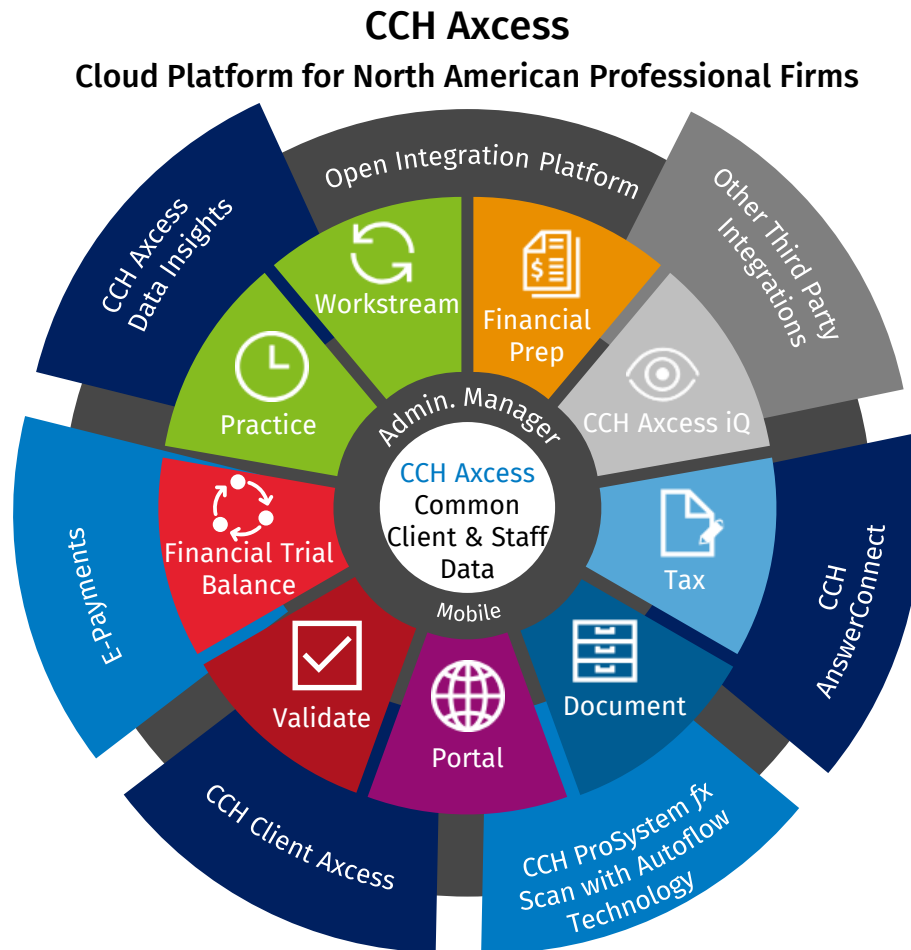 CCH Axcess
Cloud Platform for North American Professional Firms
Open Integration Platform
CCH Axcess
Data Insights
Other Third Party
Integrations
Workstream
Financial
Prep
Practice
CCH Axcess iQ
Admin. Manager
CCH Axcess
Common
Client & Staff
Data
Mobile
Financial Trial
Balance
Tax
E-Payments
CCH
AnswerConnect
Validate
Portal
Document
CCH Client Axcess
CCH ProSystem fx
Scan with Autoflow
Technology
$